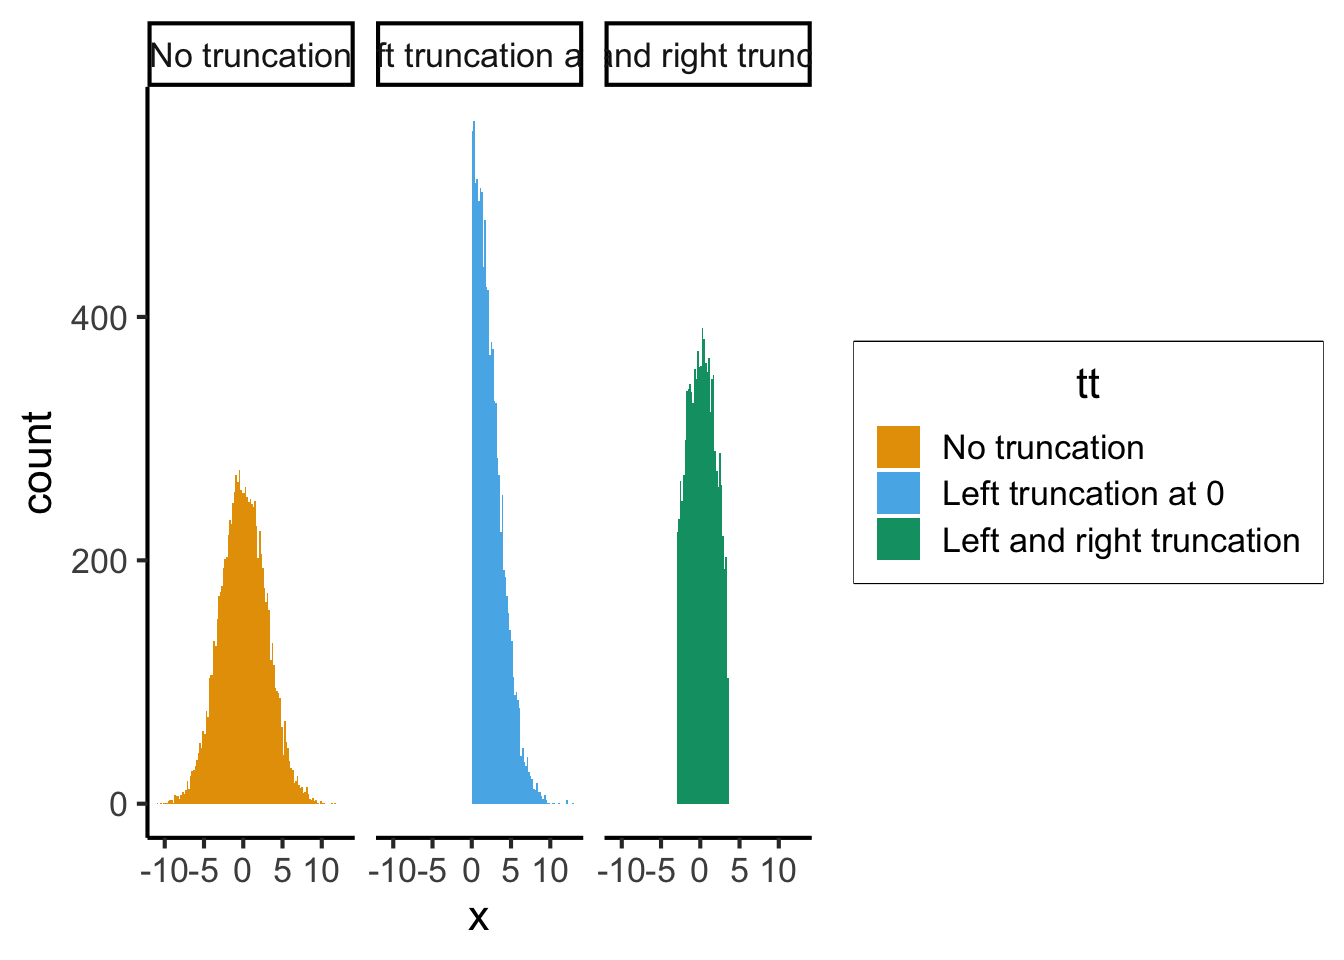 No truncation
ft truncation a
and right trunc
400
200
0
count
-10 -5 0 5 10
-10 -5 0 5 10
-10 -5 0 5 10
x
tt
No truncation
Left truncation at 0
Left and right truncation